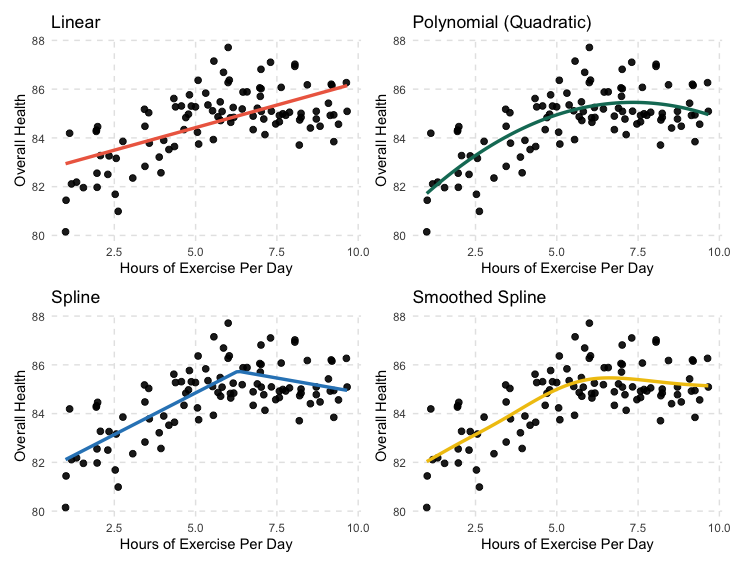 Linear
Overall Health
88
86
84
82
80
2.5 5.0 7.5 10.0
Hours of Exercise Per Day
Polynomial (Quadratic)
Overall Health
88
86
84
82
80
2.5 5.0 7.5 10.0
Hours of Exercise Per Day
Spline
Overall Health
88
86
84
82
80
2.5 5.0 7.5 10.0
Hours of Exercise Per Day
Smoothed Spline
Overall Health
88
86
84
82
80
2.5 5.0 7.5 10.0
Hours of Exercise Per Day